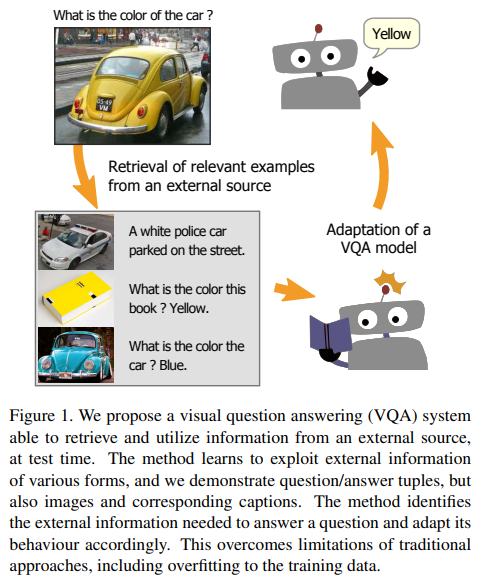 What is the color of the car ?
Yellow
05-49
VM
Retrieval of relevant examples
from an external source
A white police car
parked on the street.
What is the color this
book ? Yellow.
What is the color the
car ? Blue.
Adaptation of a
VQA model
Figure 1. We propose a visual question answering (VQA) system
able to retrieve and utilize information from an external source,
at test time. The method learns to exploit external information
of various forms, and we demonstrate question/answer tuples, but
also images and corresponding captions. The method identifies
the external information needed to answer a question and adapt its
behaviour accordingly. This overcomes limitations of traditional
approaches, including overfitting to the training data.